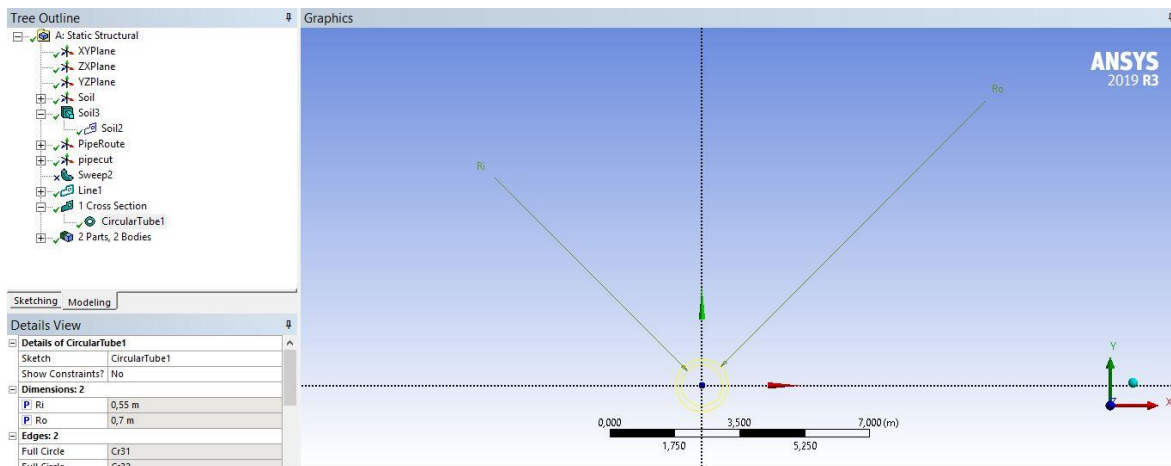 Tree Outline
A: Static Structural
XYPlane
ZXPlane
YZPlane
Soil
Soil3
Soil2
PipeRoute
pipecut
Sweep2
Line1
1 Cross Section
CircularTube1
2 Parts, 2 Bodies
Sketching Modeling
Details View
Details of CircularTube1
Sketch CircularTube1
Show Constraints? No
Dimensions: 2
P Ri 0,55 m
P Ro 0,7 m
Edges: 2
Full Circle Cr31
Full Circle Cr32
Graphics
ANSYS
2019 R3
Ro
Ri
0,000 3,500 7,000 (m)
1,750 5,250
Y
Z X